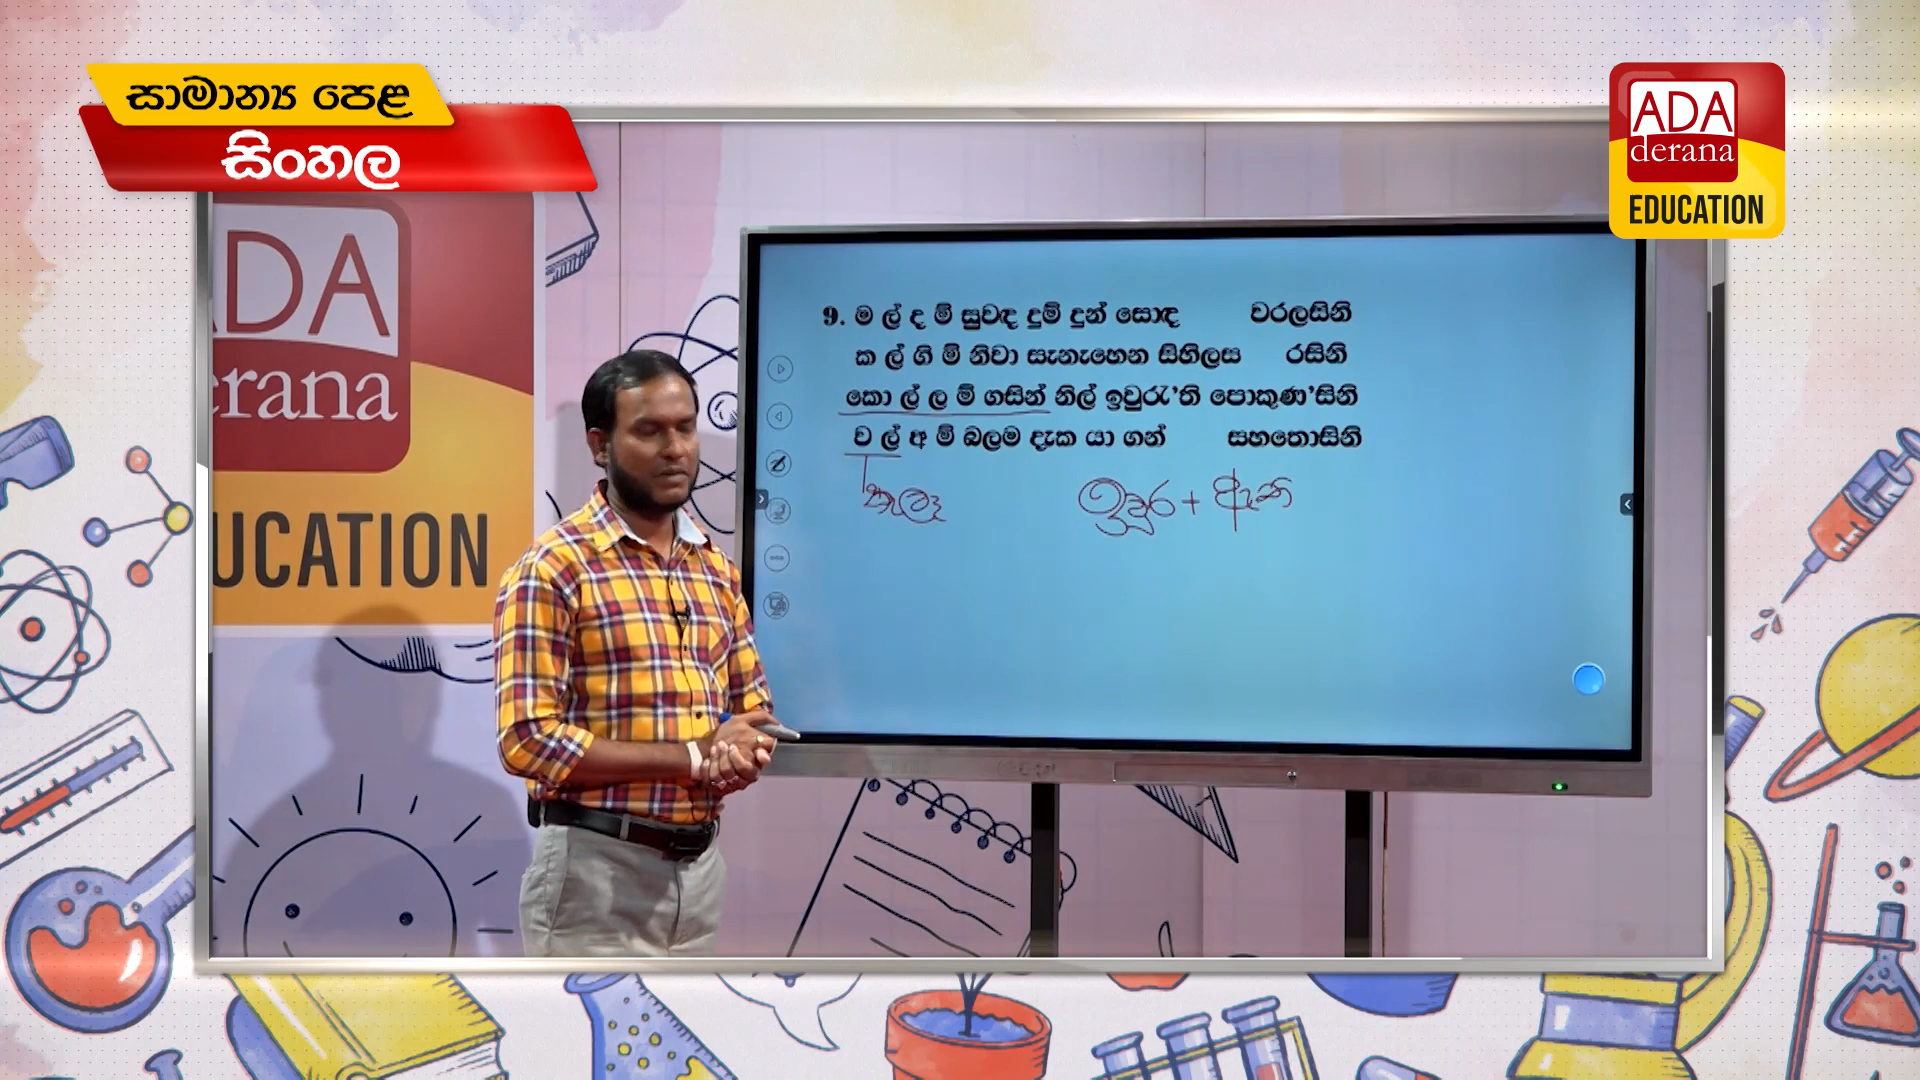 සාමාන්‍ය පෙළ
සිංහල
ADA
derana
EDUCATION
ADA
erana
UCATION
9. ම ල් ද ම් සුවඳ දුම් දුන් සොඳ වරලසිනි
ක ල් ගි ම් නිවා සැනැහෙන සිහිලස රසිනි
කො ල් ල ම් ගසින් නිල් ඉවුරැ'ති පොකුණ'සිනි
ව ල් අ ම් බලම දැක යා ගන් සහතොසිනි
ඉවුර + ඇති